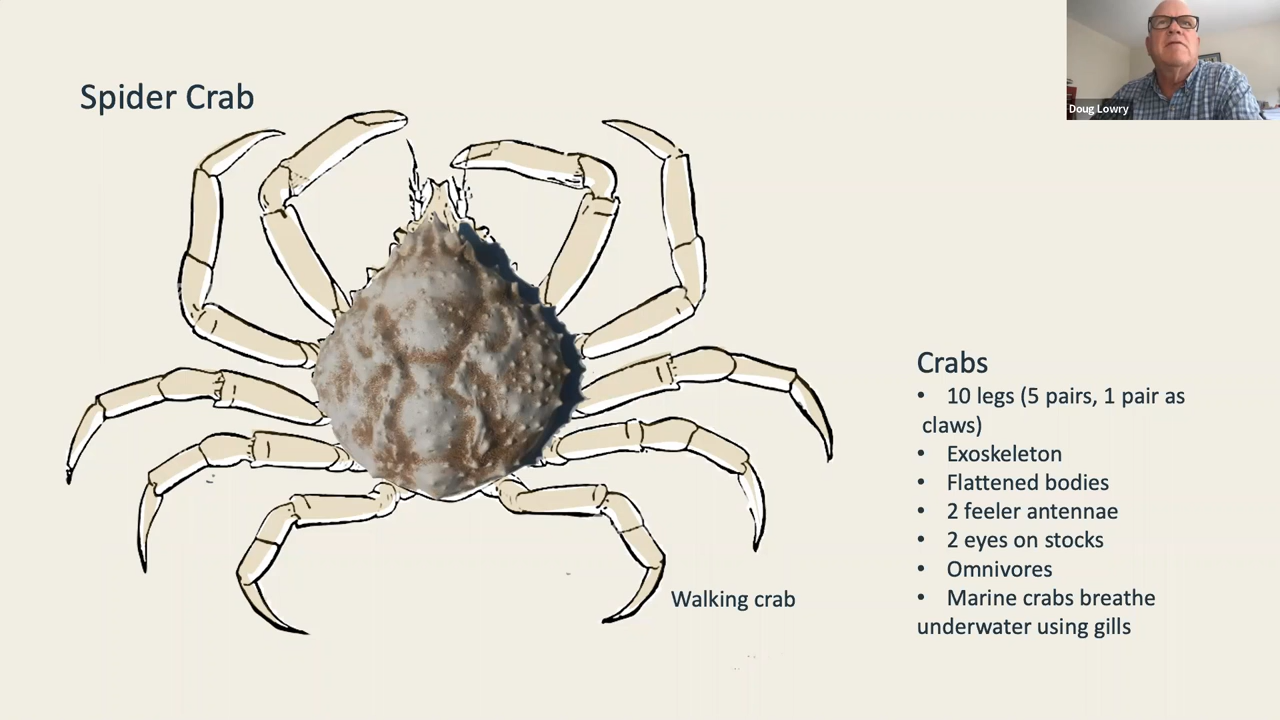 Doug Lowry
Spider Crab
Crabs
• 10 legs (5 pairs, 1 pair as
claws)
• Exoskeleton
• Flattened bodies
• 2 feeler antennae
• 2 eyes on stocks
• Omnivores
• Marine crabs breathe
underwater using gills
Walking crab